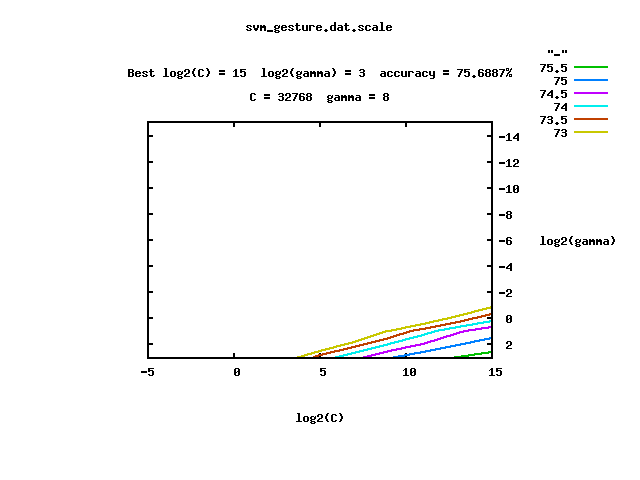 svm_gesture.dat.scale
"-"
Best log2(C) = 15  log2(gamma) = 3  accuracy = 75.6887%
75.5
75
C = 32768  gamma = 8
74.5
74
73.5
73
-14
-12
-10
-8
-6
log2(gamma)
-4
-2
0
2
-5 0 5 10 15
log2(C)